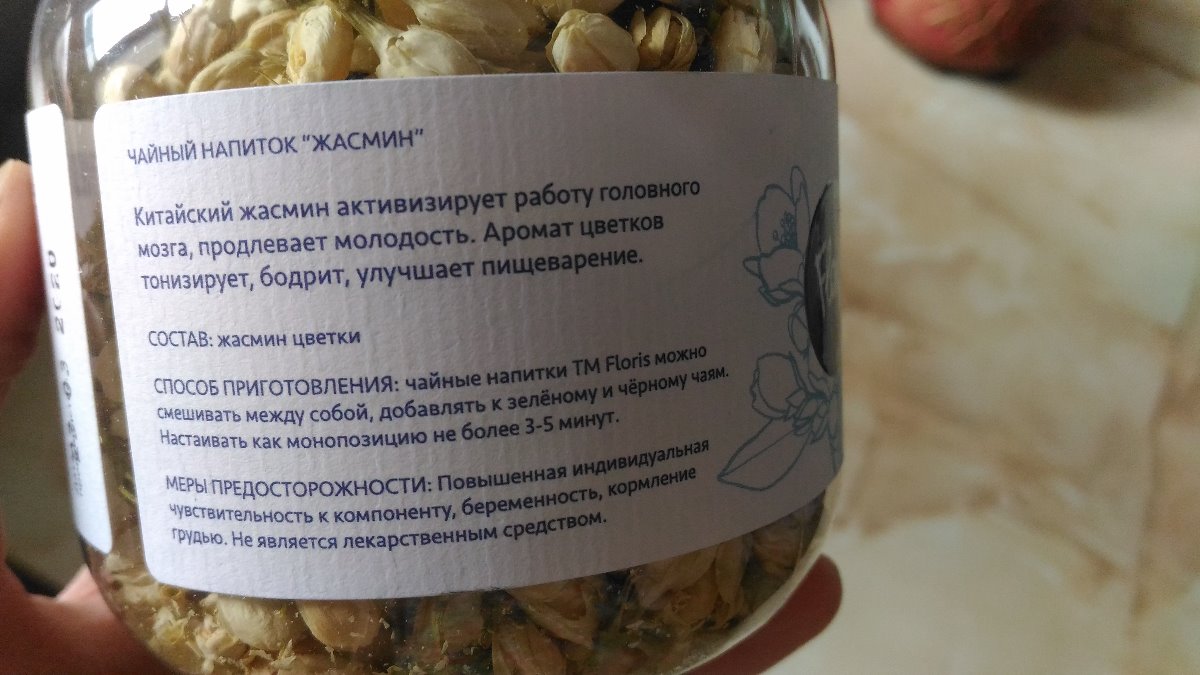 ЧАЙНЫЙ НАПИТОК "ЖАСМИН"
Китайский жасмин активизирует работу головного
мозга, продлевает молодость. Аромат цветков
тонизирует, бодрит, улучшает пищеварение.
СОСТАВ: жасмин цветки
СПОСОБ ПРИГОТОВЛЕНИЯ: чайные напитки ТМ Floris можно
смешивать между собой, добавлять к зелёному и чёрному чаям.
Настаивать как монопозицию не более 3-5 минут.
МЕРЫ ПРЕДОСТОРОЖНОСТИ: Повышенная индивидуальная
чувствительность к компоненту, беременность, кормление
грудью. Не является лекарственным средством.